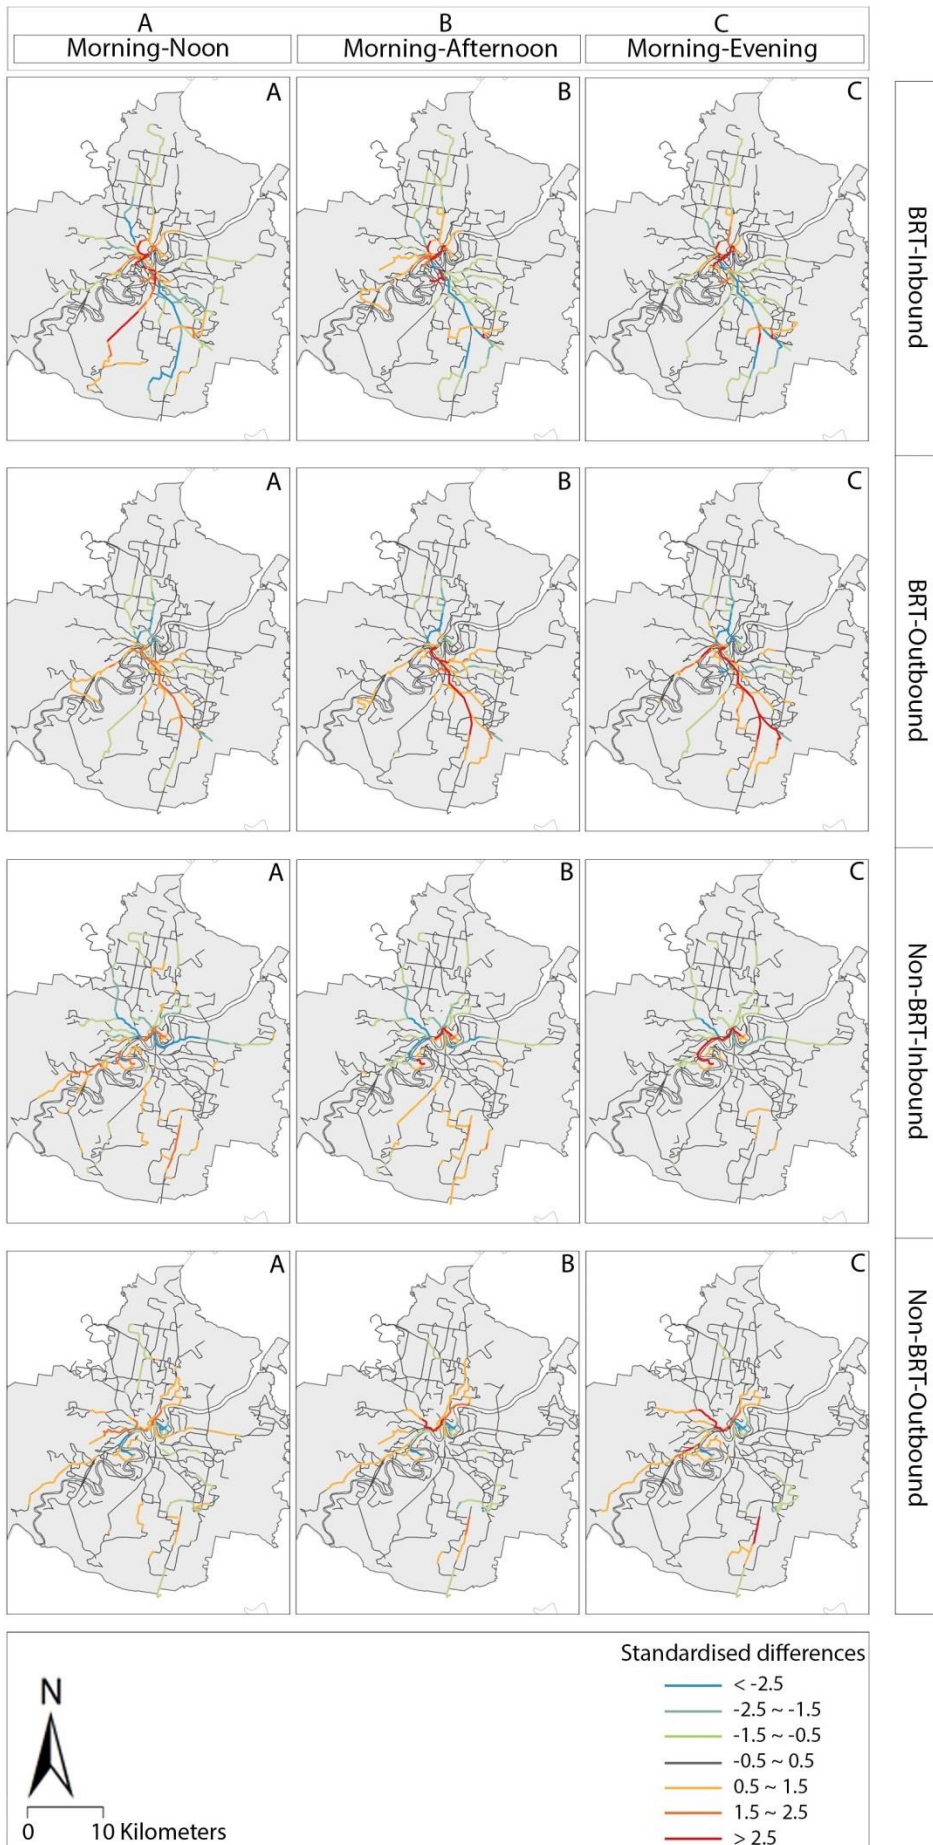 A
B
C
Morning-Noon
Morning-Afternoon
Morning-Evening
A
B
C
BRT-Inbound
A
B
C
BRT-Outbound
A
B
C
Non-BRT-Inbound
A
B
C
Non-BRT-Outbound
Standardised differences
< -2.5
-2.5 ~ -1.5
-1.5 ~ -0.5
-0.5 ~ 0.5
0.5 ~ 1.5
1.5 ~ 2.5
> 2.5
N
0 10 Kilometers